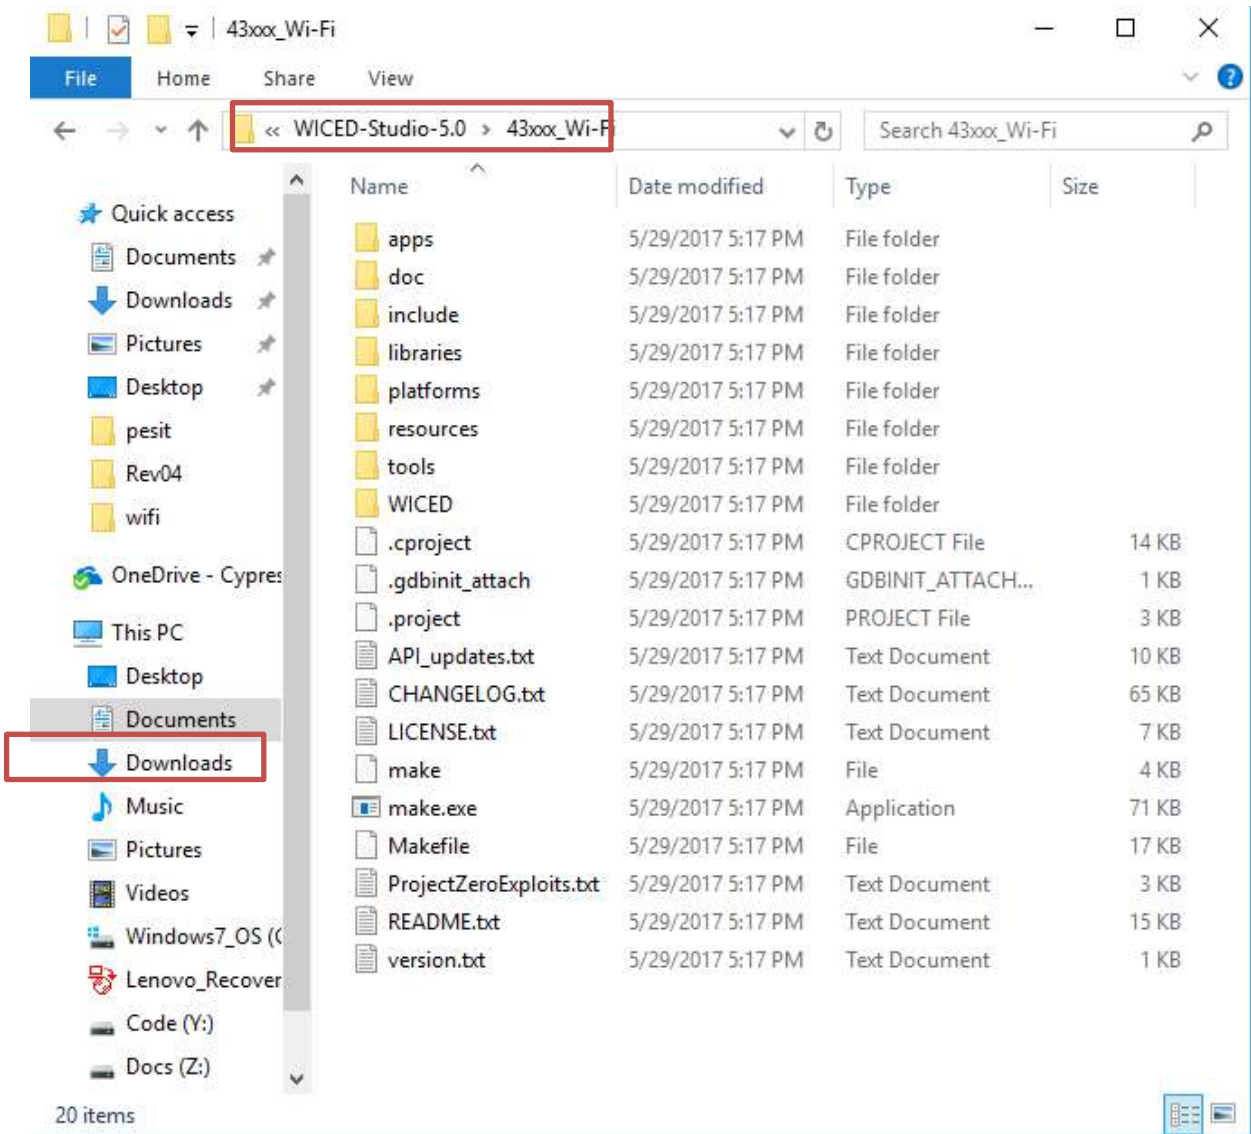 43xxx_Wi-Fi
File Home Share View
« WICED-Studio-5.0 › 43xxx_Wi-Fi Search 43xxx_Wi-Fi
Name Date modified Type Size
Quick access
Documents
Downloads
Pictures
Desktop
pesit
Rev04
wifi
OneDrive - Cypres
This PC
Desktop
Documents
Downloads
Music
Pictures
Videos
Windows7_OS (C
Lenovo_Recover
Code (Y:)
Docs (Z:)
apps 5/29/2017 5:17 PM File folder
doc 5/29/2017 5:17 PM File folder
include 5/29/2017 5:17 PM File folder
libraries 5/29/2017 5:17 PM File folder
platforms 5/29/2017 5:17 PM File folder
resources 5/29/2017 5:17 PM File folder
tools 5/29/2017 5:17 PM File folder
WICED 5/29/2017 5:17 PM File folder
.cproject 5/29/2017 5:17 PM CPROJECT File 14 KB
.gdbinit_attach 5/29/2017 5:17 PM GDBINIT_ATTACH... 1 KB
.project 5/29/2017 5:17 PM PROJECT File 3 KB
API_updates.txt 5/29/2017 5:17 PM Text Document 10 KB
CHANGELOG.txt 5/29/2017 5:17 PM Text Document 65 KB
LICENSE.txt 5/29/2017 5:17 PM Text Document 7 KB
make 5/29/2017 5:17 PM File 4 KB
make.exe 5/29/2017 5:17 PM Application 71 KB
Makefile 5/29/2017 5:17 PM File 17 KB
ProjectZeroExploits.txt 5/29/2017 5:17 PM Text Document 3 KB
README.txt 5/29/2017 5:17 PM Text Document 15 KB
version.txt 5/29/2017 5:17 PM Text Document 1 KB
20 items